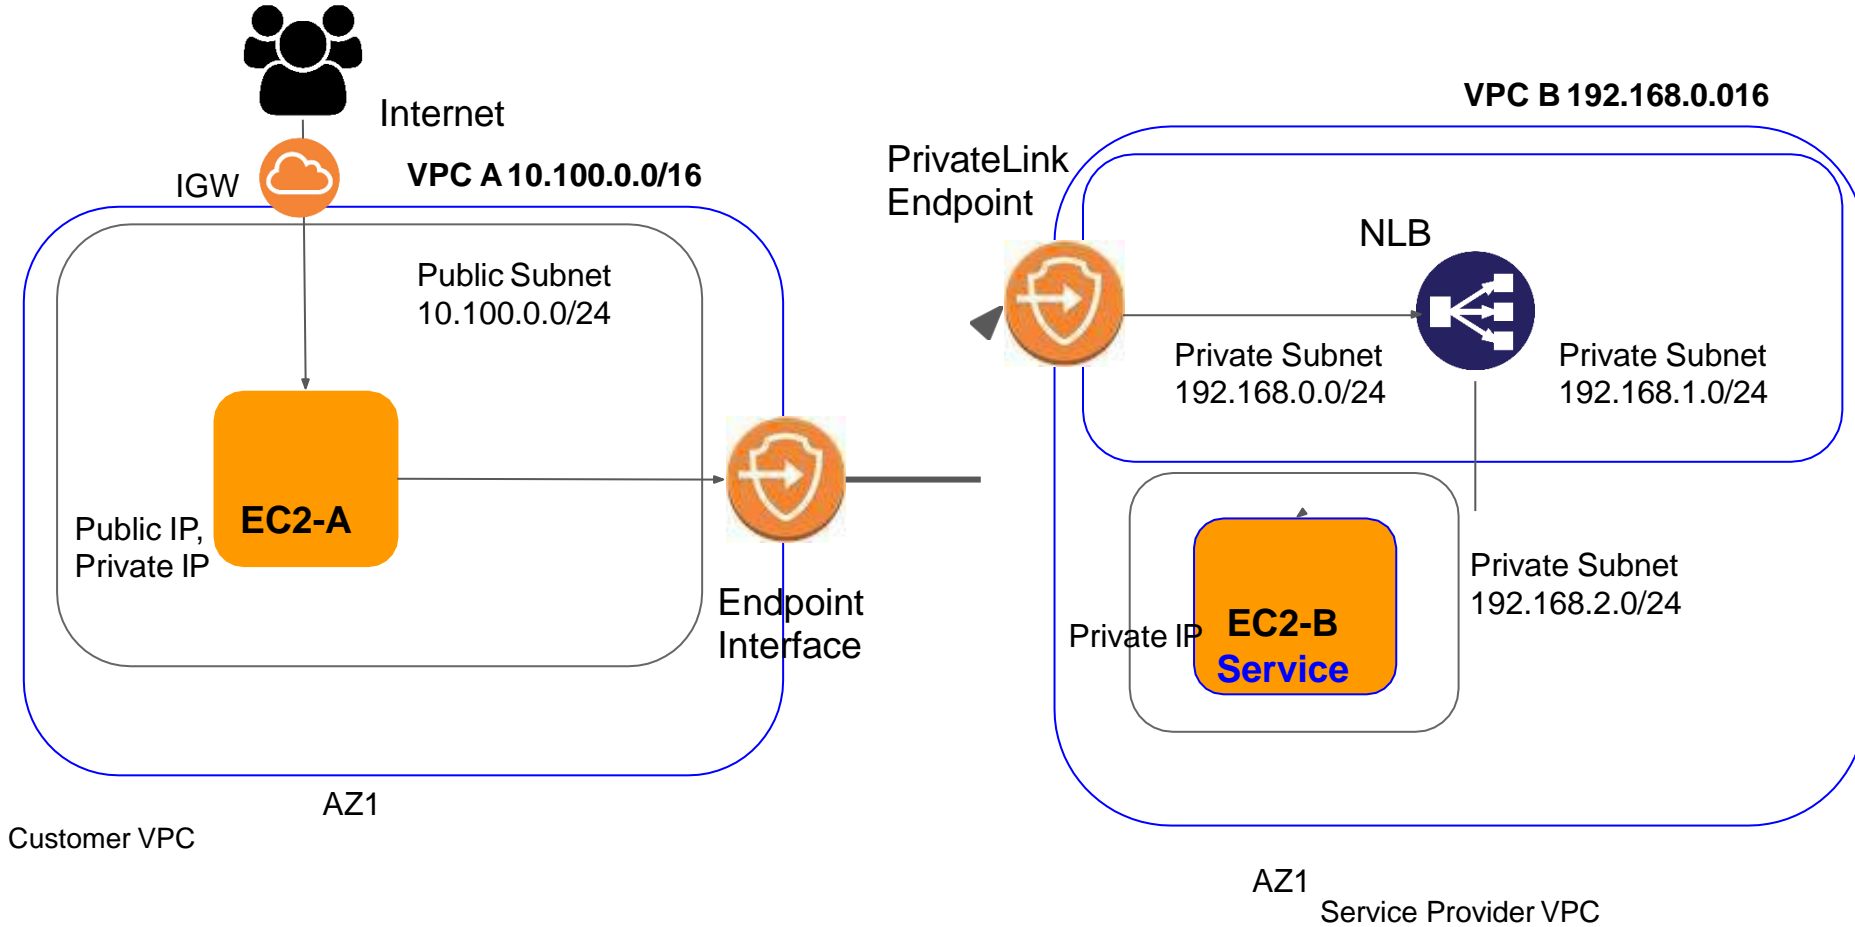 Internet
IGW
VPC A 10.100.0.0/16
Public Subnet
10.100.0.0/24
EC2-A
Public IP,
Private IP
Endpoint
Interface
AZ1
Customer VPC
VPC B 192.168.0.016
PrivateLink
Endpoint
NLB
Private Subnet
192.168.0.0/24
Private Subnet
192.168.1.0/24
Private Subnet
192.168.2.0/24
Private IP
EC2-B
Service
AZ1
Service Provider VPC